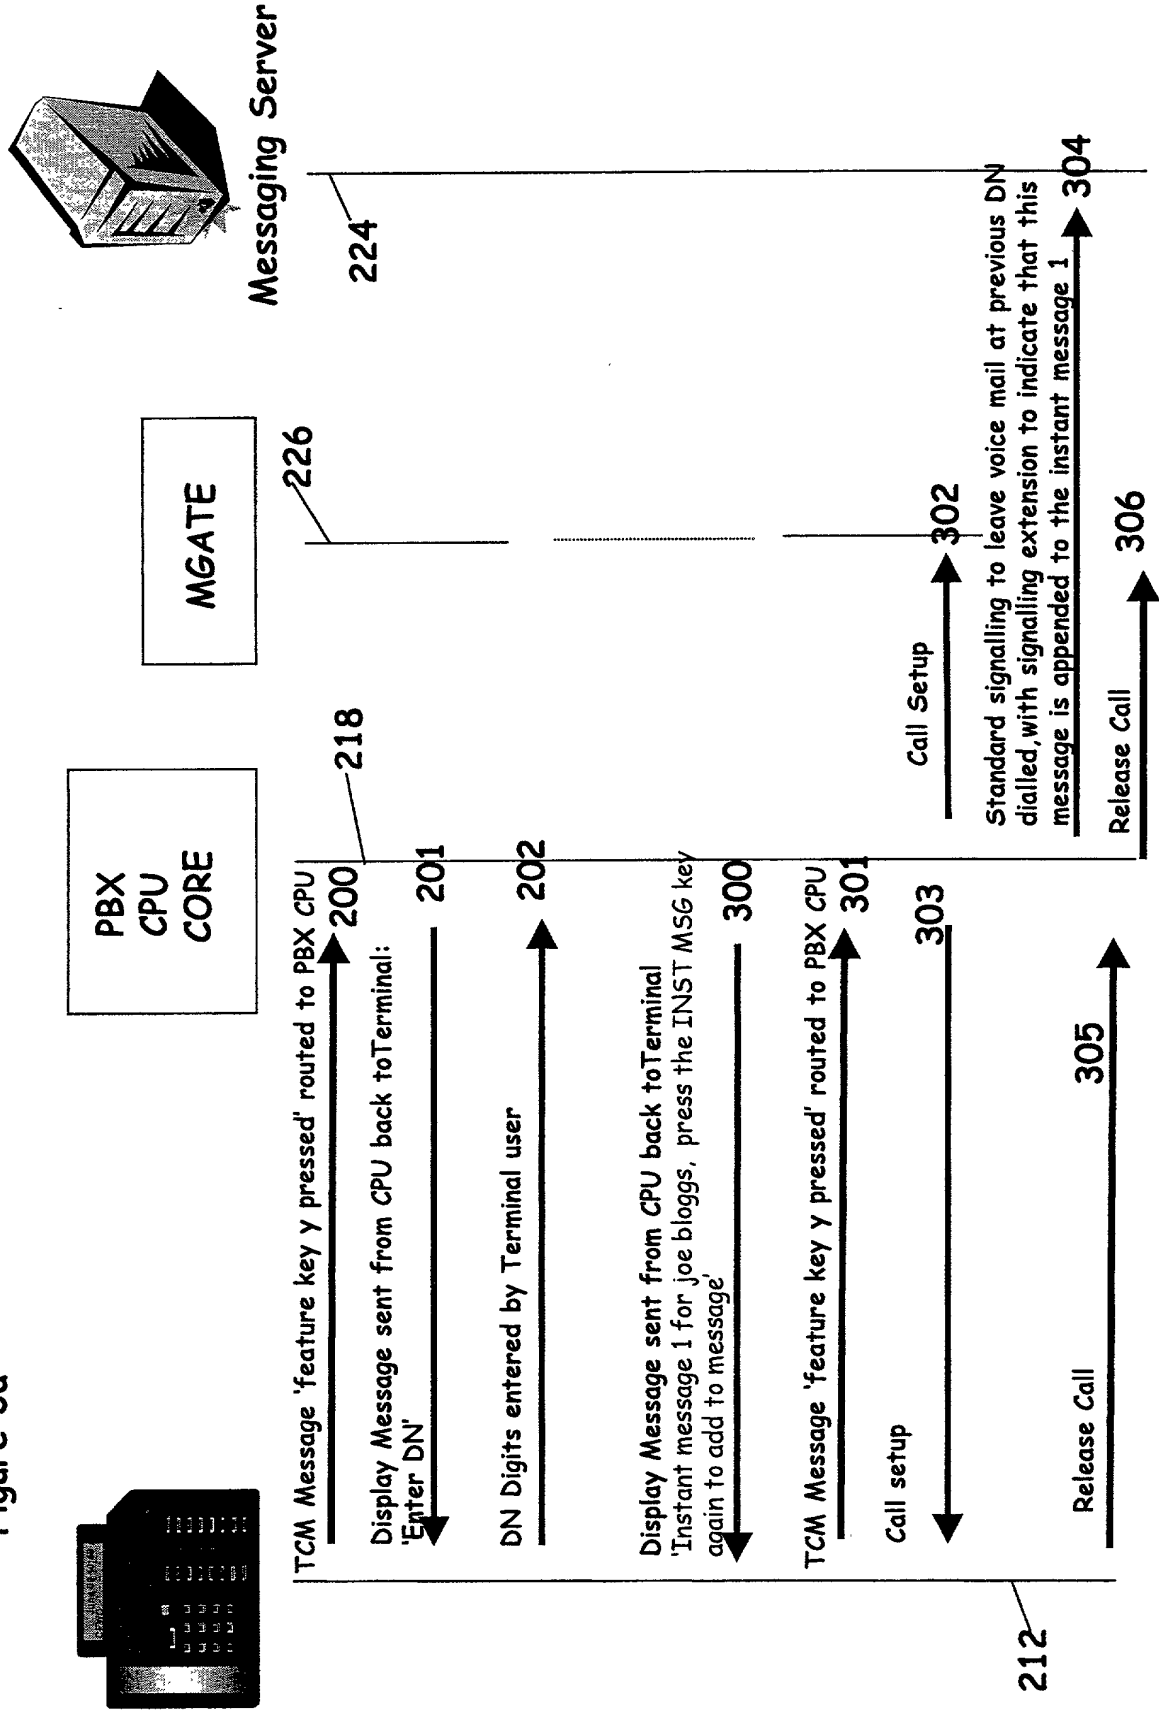 PBX
CPU
CORE
MGATE
Messaging Server
218
226
224
TCM Message 'feature key y pressed' routed to PBX CPU
200
Display Message sent from CPU back toTerminal:
'Enter DN'
201
DN Digits entered by Terminal user
202
Display Message sent from CPU back toTerminal
'Instant message 1 for joe bloggs, press the INST MSG key
again to add to message'
300
TCM Message 'feature key y pressed' routed to PBX CPU
301
Call setup
303
Call Setup
302
Standard signalling to leave voice mail at previous DN
dialled,with signalling extension to indicate that this
message is appended to the instant message 1
304
Release Call
305
Release Call
306
212